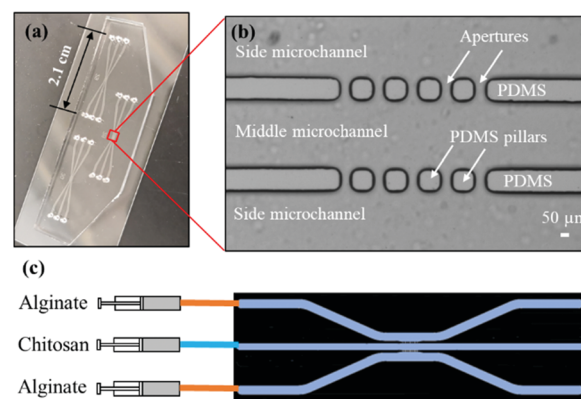 (a)
2.1 cm
(b)
Side microchannel
Apertures
PDMS
Middle microchannel
PDMS pillars
PDMS
Side microchannel
50 µm
(c)
Alginate
Chitosan
Alginate